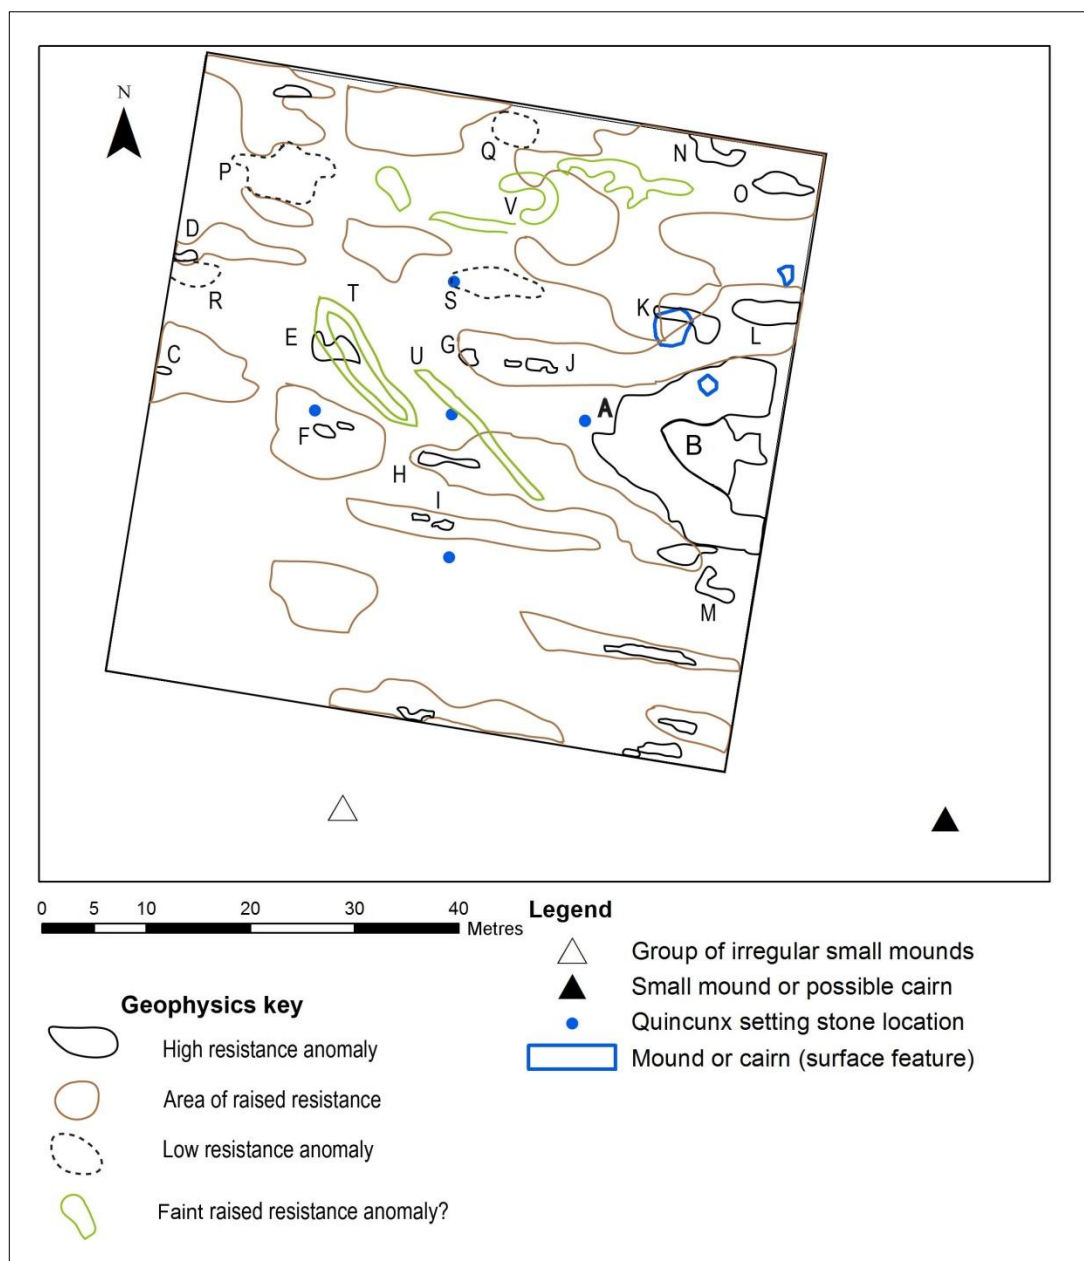 N
N
Q
P
O
V
D
R
S
T
K
L
E
G
C
U
J
A
F
B
H
I
M
0 5 10 20 30 40
Metres
Legend
Group of irregular small mounds
Small mound or possible cairn
Quincunx setting stone location
Mound or cairn (surface feature)
Geophysics key
High resistance anomaly
Area of raised resistance
Low resistance anomaly
Faint raised resistance anomaly?